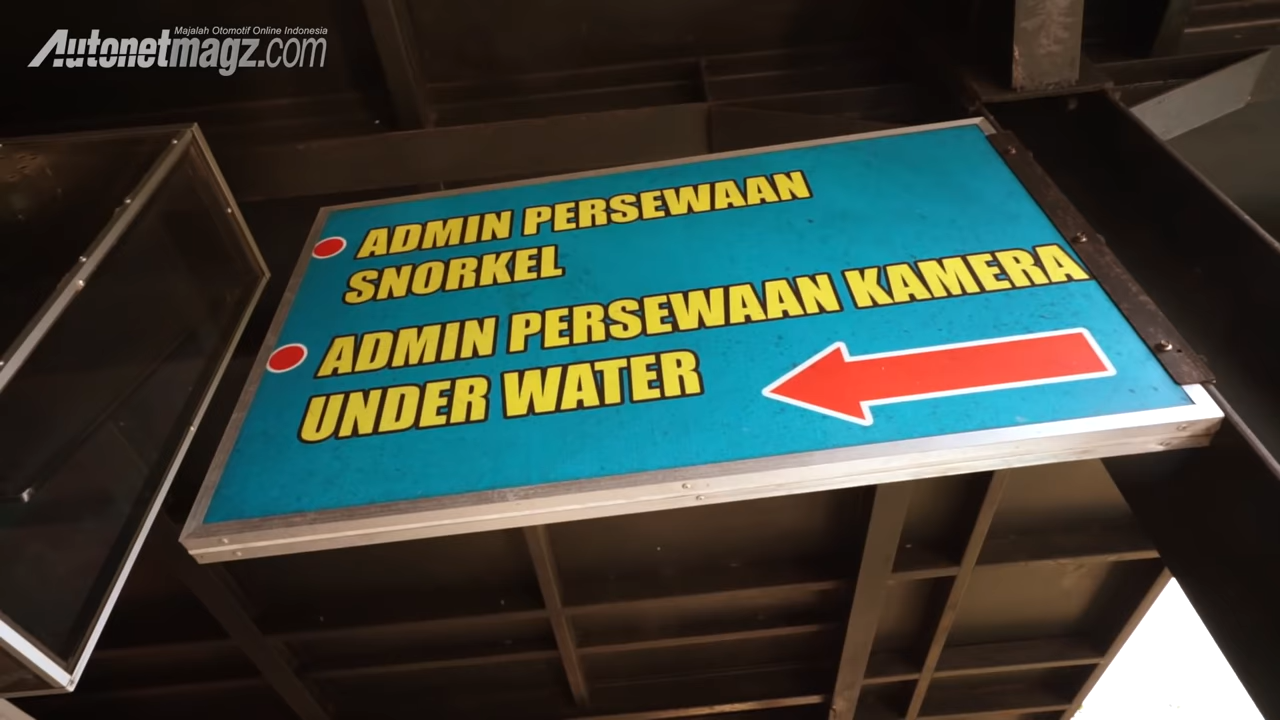 Majalah Otomotif Online Indonesia
Autonetmagz.com
ADMIN PERSEWAAN
SNORKEL
ADMIN PERSEWAAN KAMERA
UNDER WATER